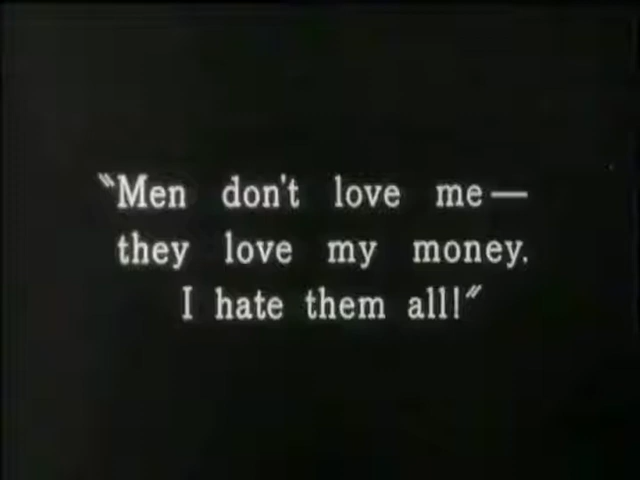 "Men don't love me—
they love my money.
I hate them all!"